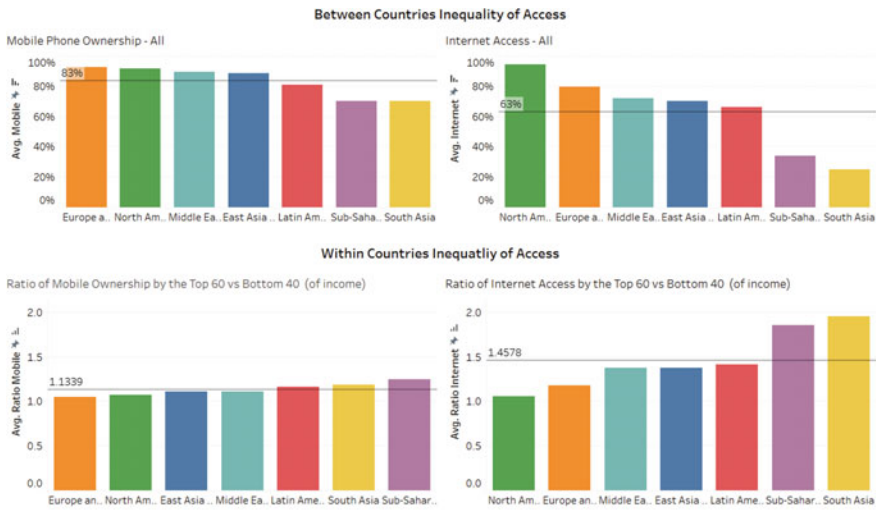 Between Countries Inequality of Access
Mobile Phone Ownership - All
Avg. Mobile
100%
83%
80%
60%
40%
20%
0%
Europe a.. North Am.. Middle Ea.. East Asia .. Latin Am.. Sub-Saha.. South Asia
Internet Access - All
Avg. Internet
100%
80%
63%
60%
40%
20%
0%
North Am.. Europe a.. Middle Ea.. East Asia .. Latin Am.. Sub-Saha.. South Asia
Within Countries Inequatliy of Access
Ratio of Mobile Ownership by the Top 60 vs Bottom 40 (of income)
Avg. Ratio Mobile
2.0
1.5
1.1339
1.0
0.5
0.0
Europe an.. North Am.. East Asia .. Middle Ea.. Latin Ame.. South Asia Sub-Sahar..
Ratio of Internet Access by the Top 60 vs Bottom 40 (of income)
Avg. Ratio Internet
2.0
1.5
1.4578
1.0
0.5
0.0
North Am.. Europe an.. Middle Ea.. East Asia .. Latin Ame.. Sub-Sahar.. South Asia